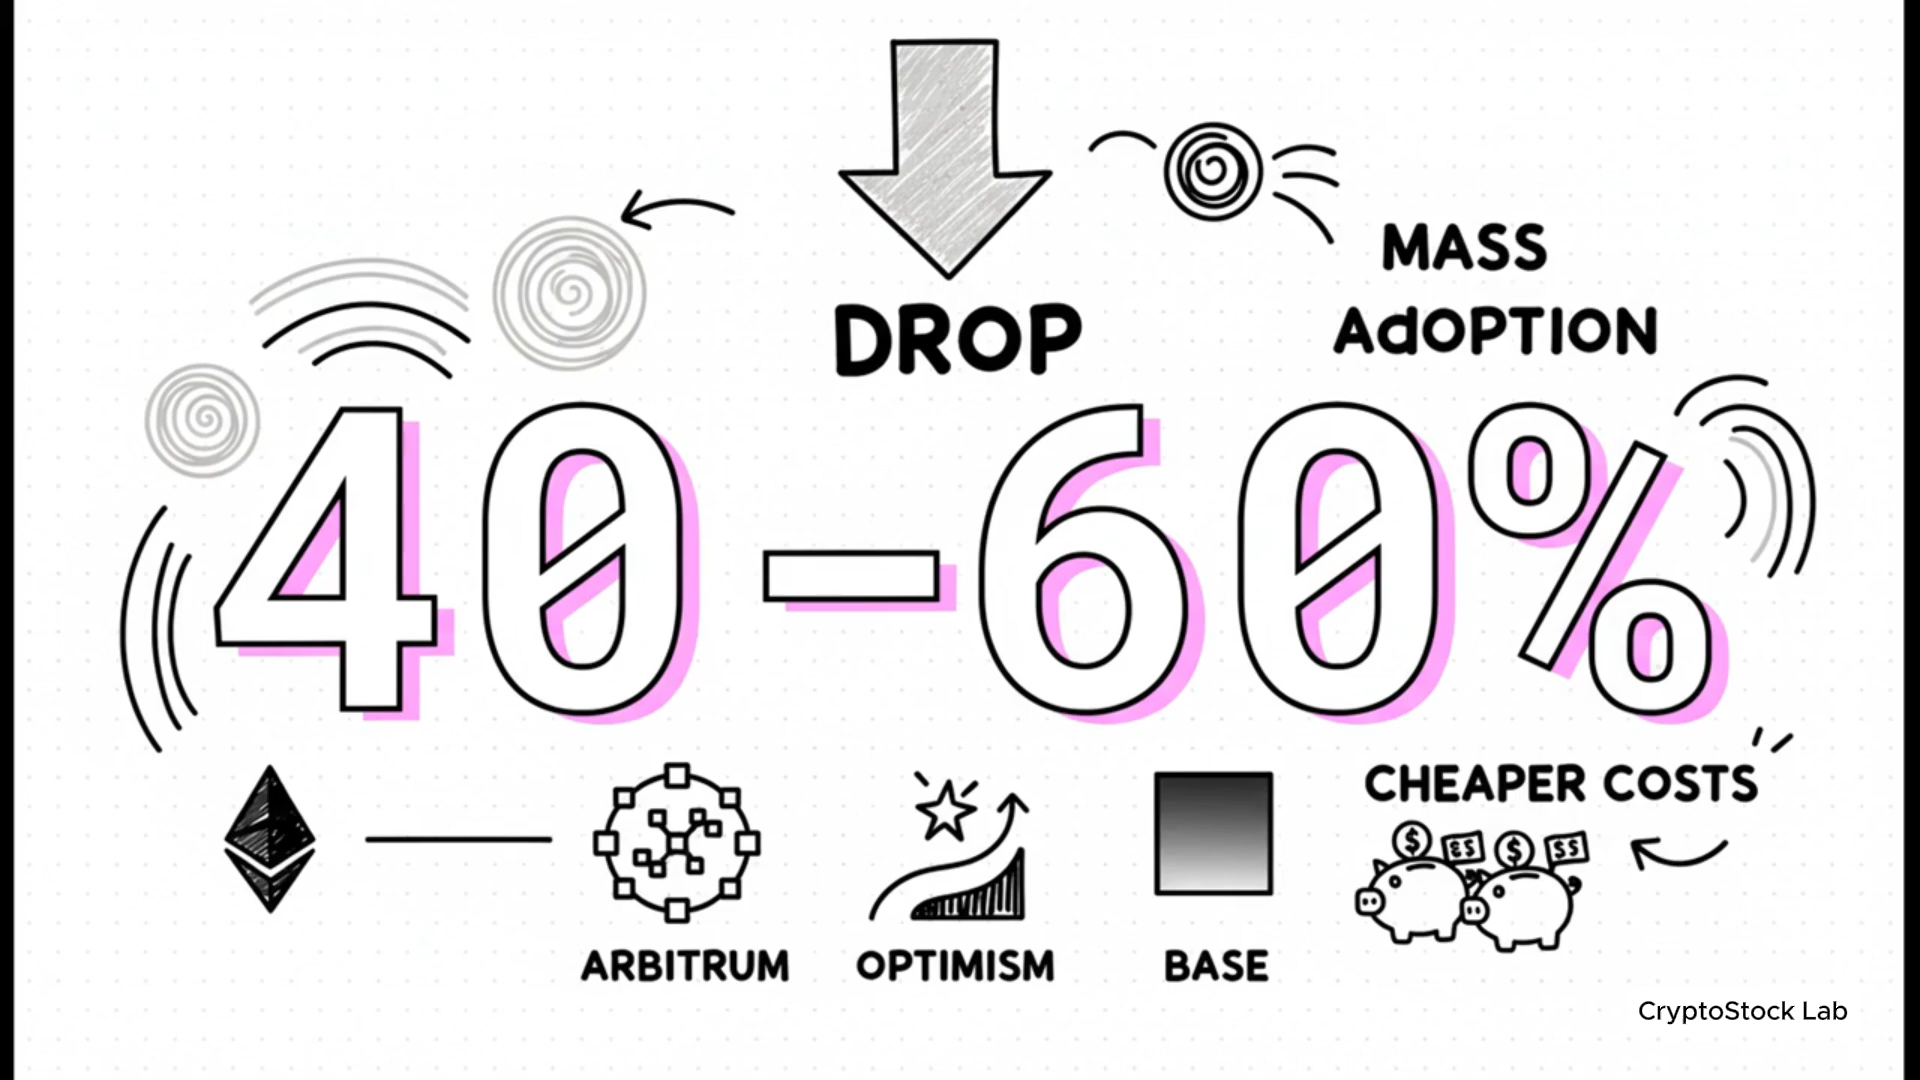 DROP
MASS
AdOPTION
40-60%
CHEAPER COSTS
$ $$ $ $$
ARBITRUM
OPTIMISM
BASE
CryptoStock Lab